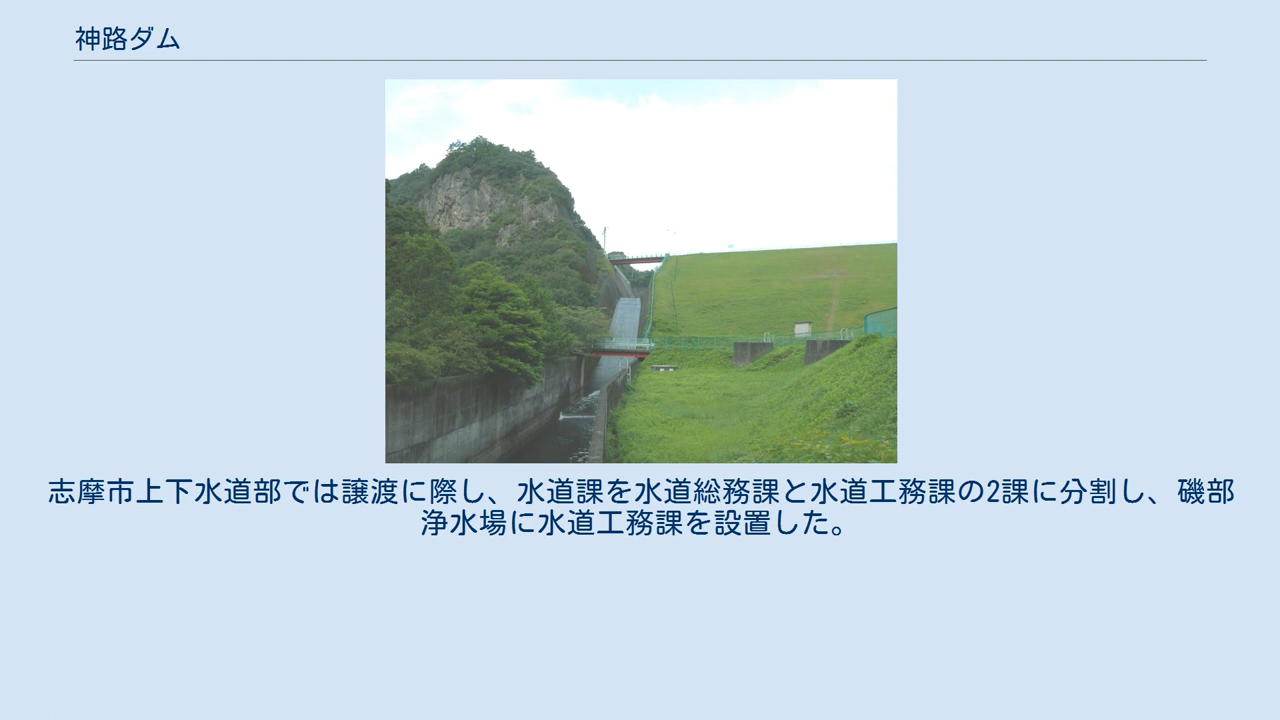 神路ダム
志摩市上下水道部では譲渡に際し、水道課を水道総務課と水道工務課の2課に分割し、磯部
浄水場に水道工務課を設置した。